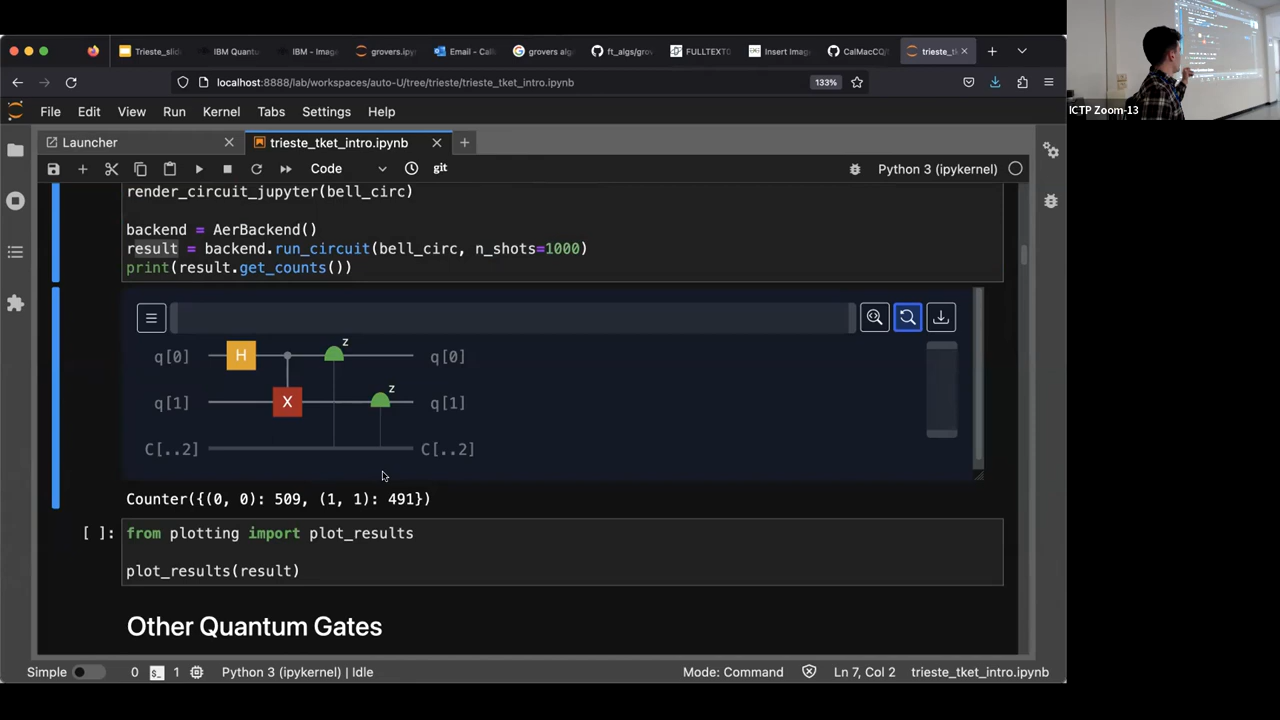 Trieste_slid
IBM Quantu
IBM - Image
grovers.ipy
Email - Cal
grovers alg
ft_algs/gro
FULLTEXT0
Insert Imag
CalMacCQ/
trieste_t
localhost:8888/lab/workspaces/auto-U/tree/trieste/trieste_tket_intro.ipynb
133%
ICTP Zoom-13
File Edit View Run Kernel Tabs Settings Help
Launcher
trieste_tket_intro.ipynb
Code
git
Python 3 (ipykernel)
render_circuit_jupyter(bell_circ)
backend = AerBackend()
result = backend.run_circuit(bell_circ, n_shots=1000)
print(result.get_counts())
z
q[0] H q[0]
z
q[1] X q[1]
C[..2] C[..2]
Counter({(0, 0): 509, (1, 1): 491})
[ ]: from plotting import plot_results
plot_results(result)
Other Quantum Gates
Simple 0 $_ 1 Python 3 (ipykernel) | Idle Mode: Command Ln 7, Col 2 trieste_tket_intro.ipynb